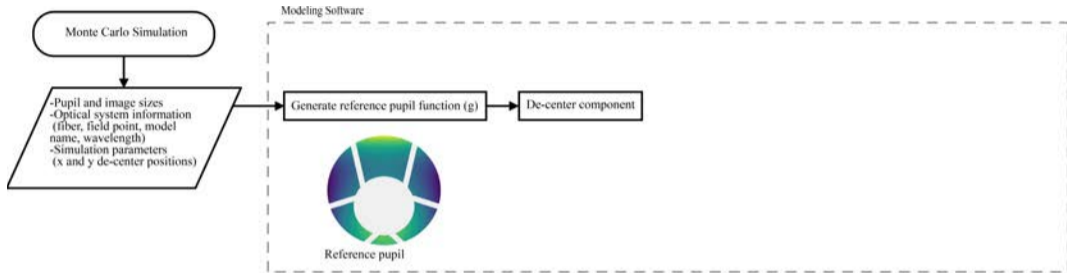 Modeling Software
Monte Carlo Simulation
-Pupil and image sizes
-Optical system information
(fiber, field point, model
name, wavelength)
-Simulation parameters
(x and y de-center positions)
Generate reference pupil function (g)
De-center component
Reference pupil